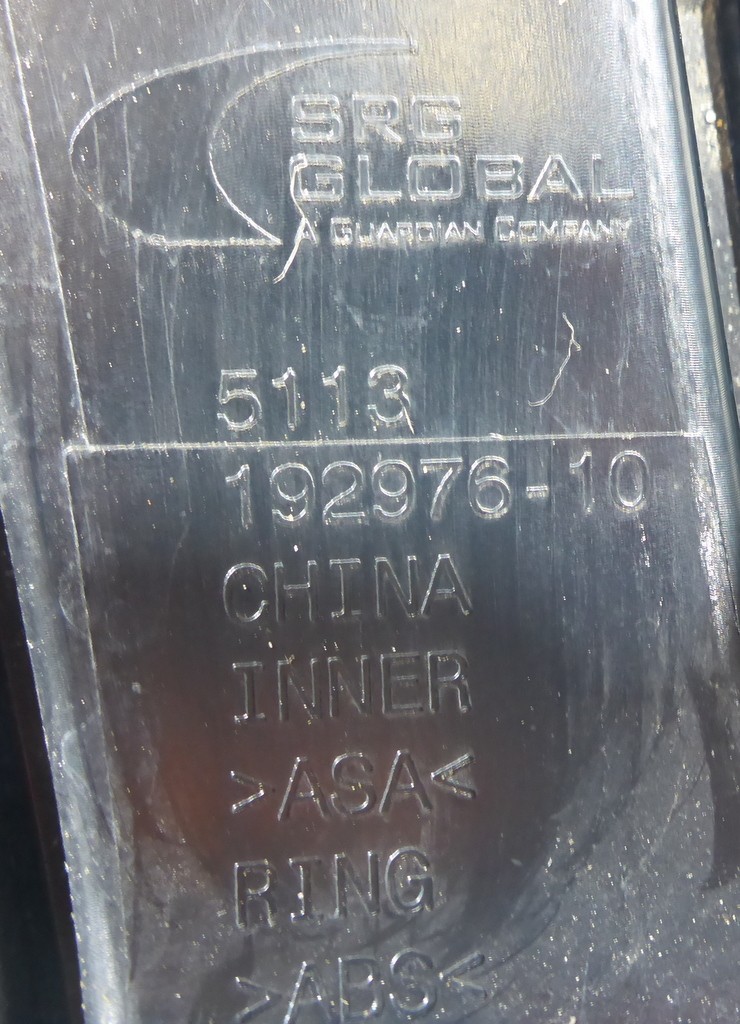 SRG
GLOBAL
A GUARDIAN COMPANY
5113
192976-10
CHINA
INNER
>ASA<
RING
>ABS<